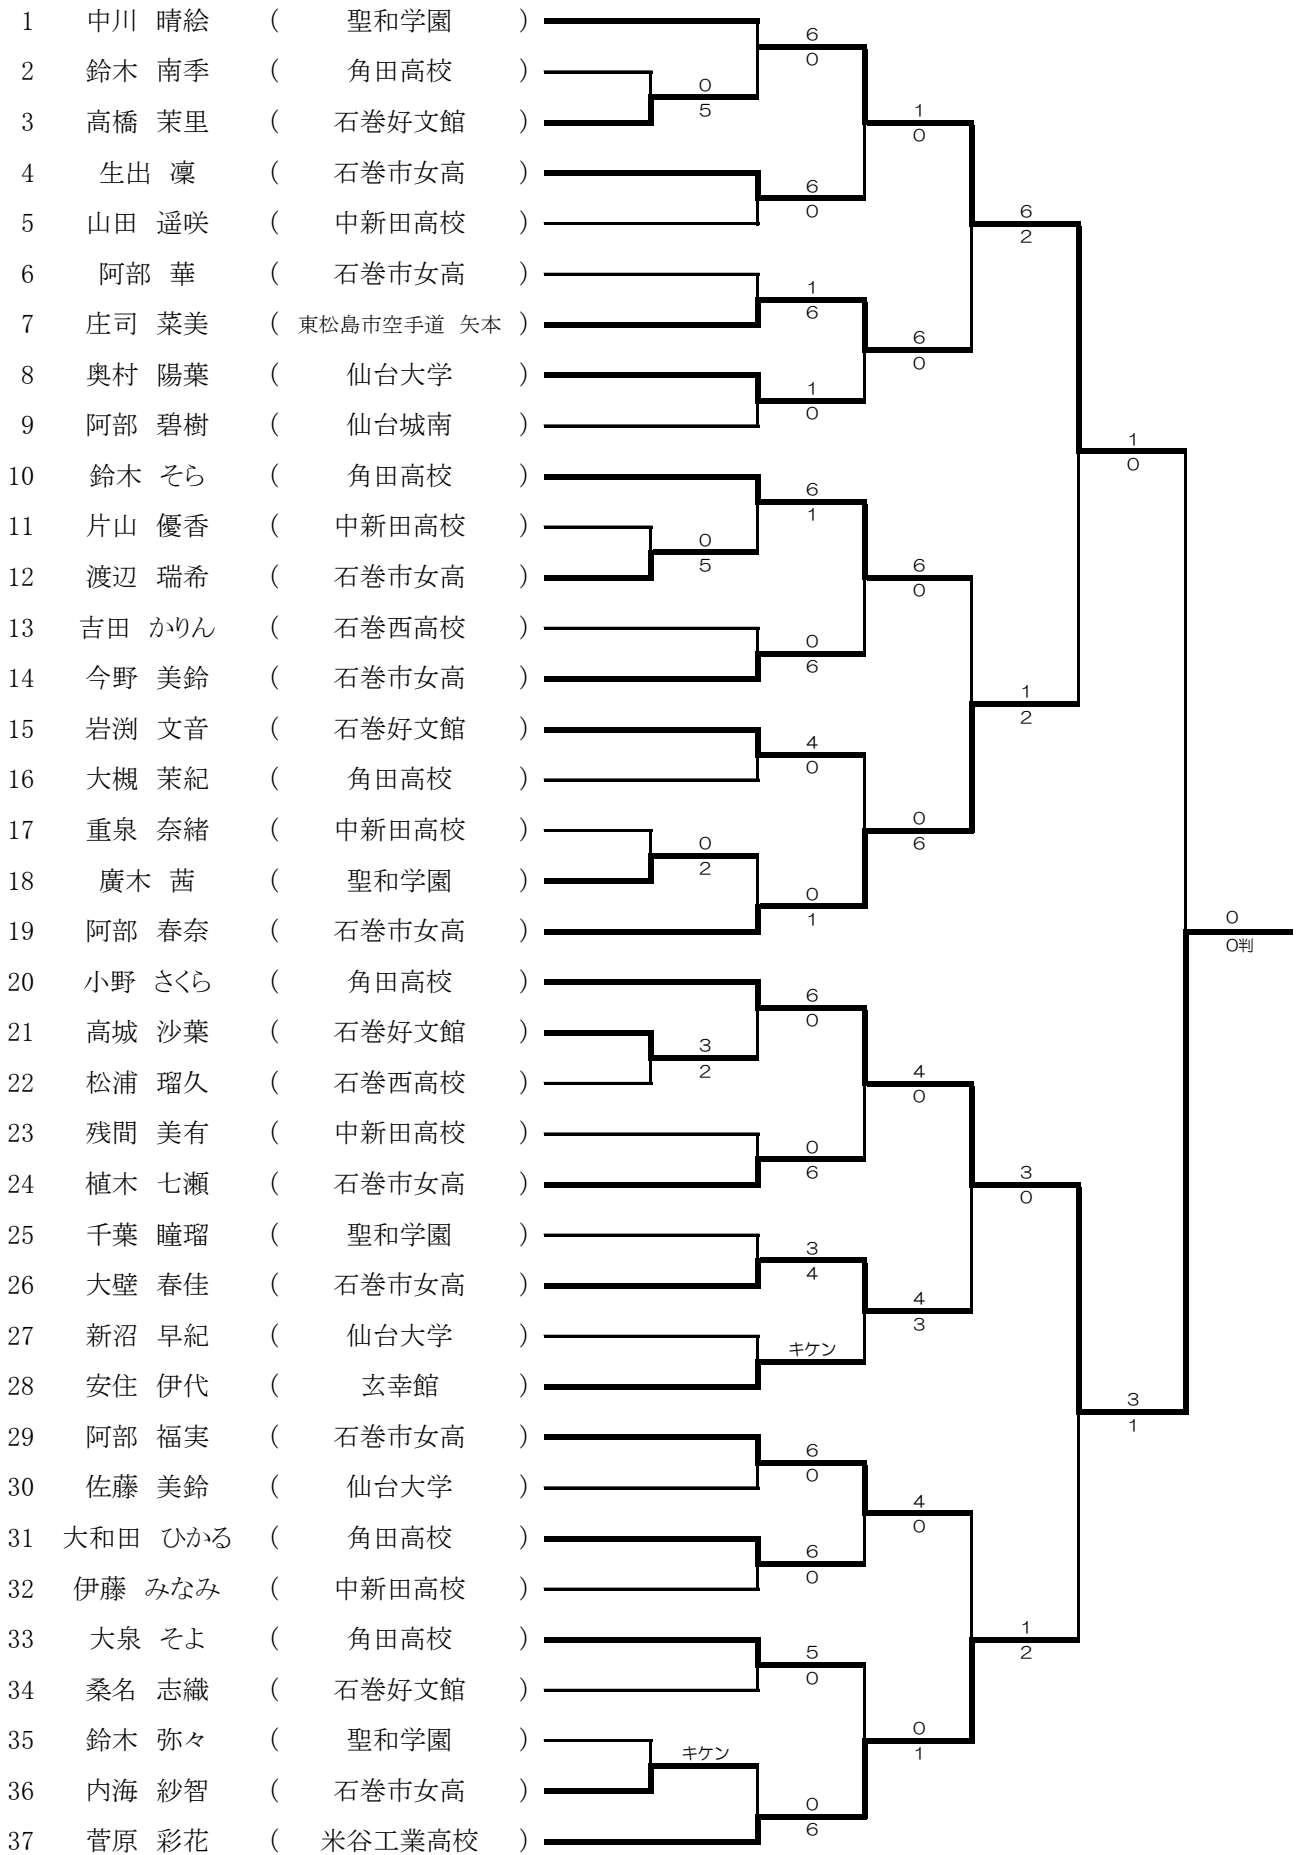 1 中川 晴絵 ( 聖和学園 )
6
0
2 鈴木 南季 ( 角田高校 )
0
5
3 高橋 茉里 ( 石巻好文館 )
1
0
4 生出 凜 ( 石巻市女高 )
6
0
5 山田 遥咲 ( 中新田高校 )
6
2
6 阿部 華 ( 石巻市女高 )
1
6
7 庄司 菜美 ( 東松島市空手道 矢本 )
6
0
8 奥村 陽葉 ( 仙台大学 )
1
0
9 阿部 碧樹 ( 仙台城南 )
1
0
10 鈴木 そら ( 角田高校 )
6
1
11 片山 優香 ( 中新田高校 )
0
5
12 渡辺 瑞希 ( 石巻市女高 )
6
0
13 吉田 かりん ( 石巻西高校 )
0
6
14 今野 美鈴 ( 石巻市女高 )
1
2
15 岩渕 文音 ( 石巻好文館 )
4
0
16 大槻 茉紀 ( 角田高校 )
17 重泉 奈緒 ( 中新田高校 )
0
6
0
2
18 廣木 茜 ( 聖和学園 )
0
1
19 阿部 春奈 ( 石巻市女高 )
0
0判
20 小野 さくら ( 角田高校 )
6
0
21 高城 沙葉 ( 石巻好文館 )
3
2
22 松浦 瑠久 ( 石巻西高校 )
4
0
23 残間 美有 ( 中新田高校 )
0
6
24 植木 七瀬 ( 石巻市女高 )
3
0
25 千葉 瞳瑠 ( 聖和学園 )
3
4
26 大壁 春佳 ( 石巻市女高 )
4
3
27 新沼 早紀 ( 仙台大学 )
キケン
28 安住 伊代 ( 玄幸館 )
3
1
29 阿部 福実 ( 石巻市女高 )
6
0
30 佐藤 美鈴 ( 仙台大学 )
4
0
31 大和田 ひかる ( 角田高校 )
6
0
32 伊藤 みなみ ( 中新田高校 )
1
2
33 大泉 そよ ( 角田高校 )
5
0
34 桑名 志織 ( 石巻好文館 )
0
1
35 鈴木 弥々 ( 聖和学園 )
キケン
36 内海 紗智 ( 石巻市女高 )
0
6
37 菅原 彩花 ( 米谷工業高校 )